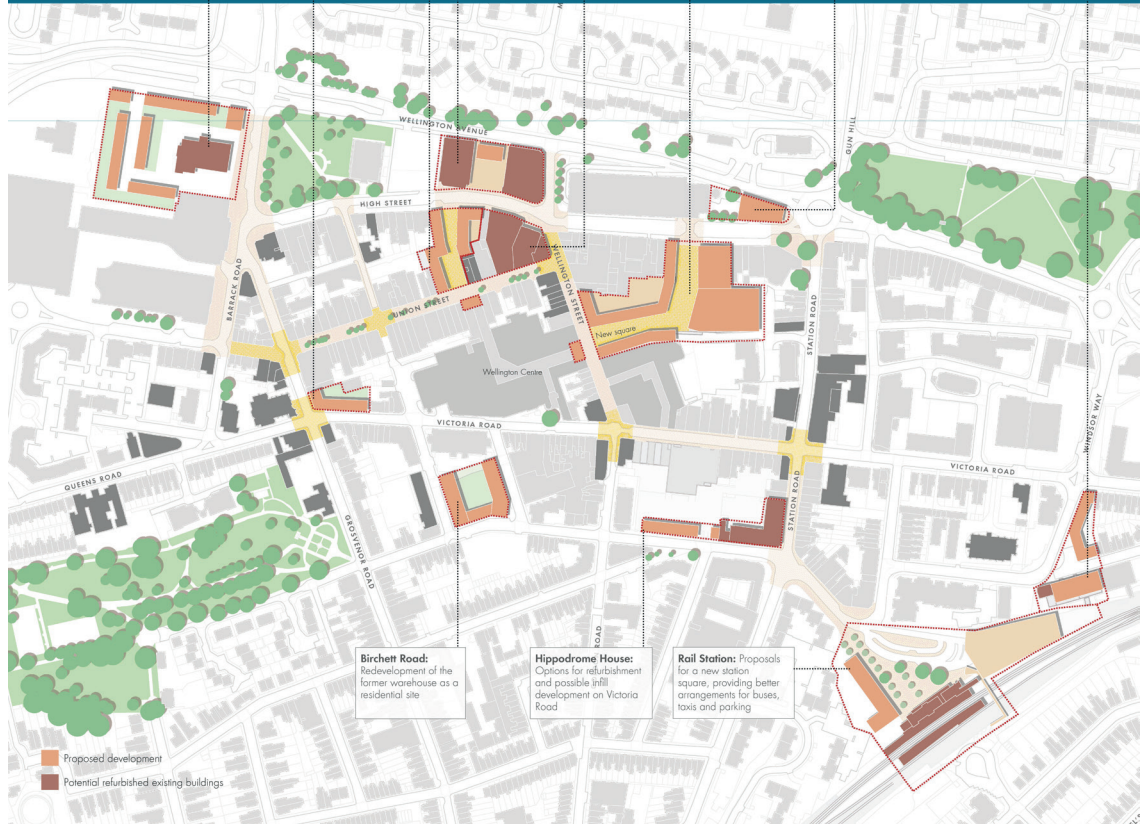 WELLINGTON AVENUE
GUN HILL
HIGH STREET
BARRACK ROAD
UNION STREET
WELLINGTON STREET
STATION ROAD
New square
Wellington Centre
VICTORIA ROAD
VICTORIA ROAD
WINDSOR WAY
QUEENS ROAD
STATION ROAD
GROSVENOR ROAD
ROAD
Birchett Road:
Redevelopment of the
former warehouse as a
residential site
Hippodrome House:
Options for refurbishment
and possible infill
development on Victoria
Road
Rail Station: Proposals
for a new station
square, providing better
arrangements for buses,
taxis and parking
Proposed development
Potential refurbished existing buildings